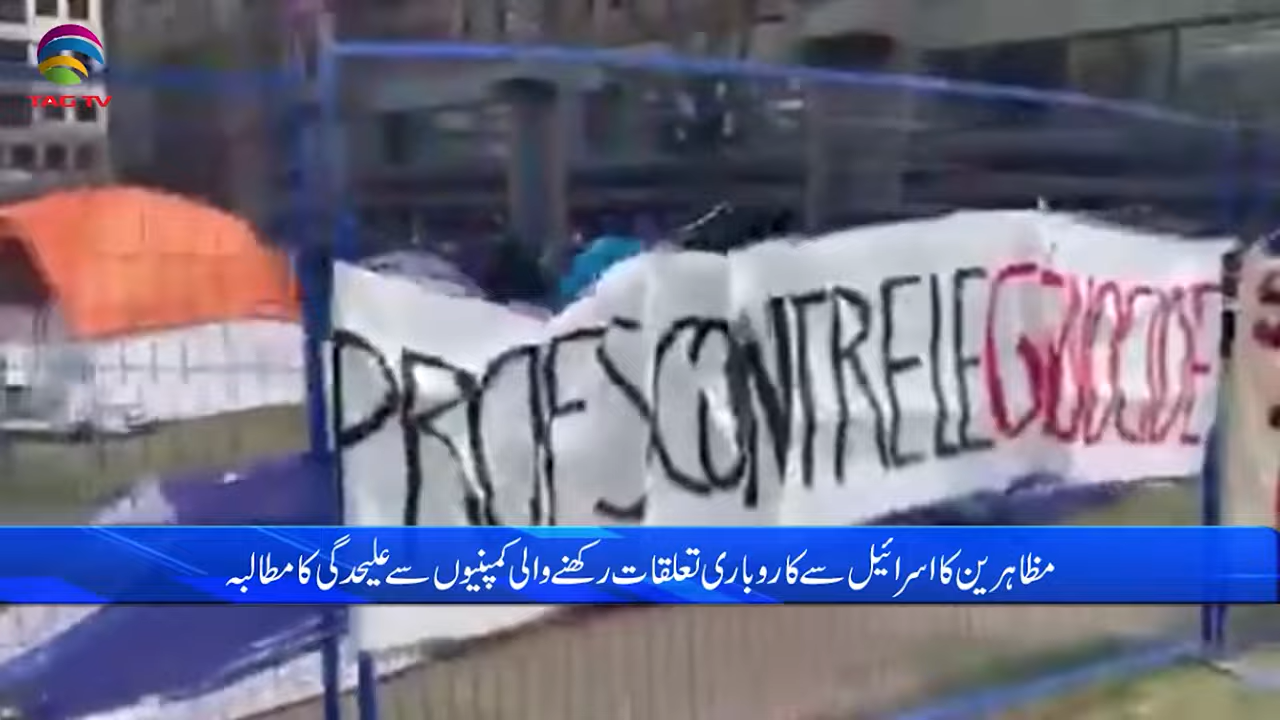 TAG TV
PROFS CONTRE LE GÉNOCIDE
مظاہرین کا اسرائیل سے کاروباری تعلقات رکھنے والی کمپنیوں سے علیحدگی کا مطالبہ